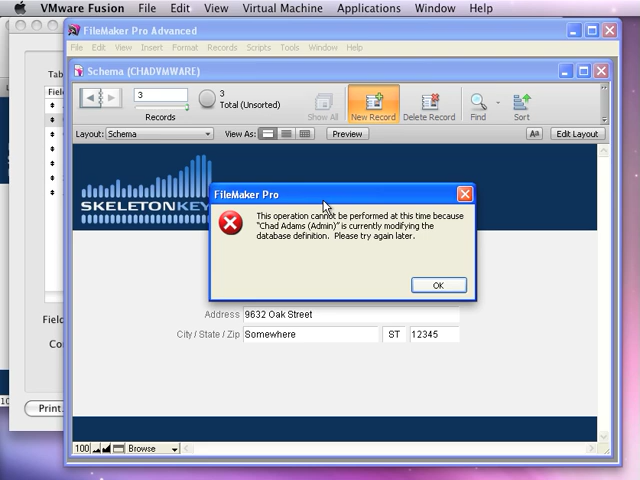 VMware Fusion File Edit View Virtual Machine Applications Window Help
FileMaker Pro Advanced
File Edit View Insert Format Records Scripts Tools Window Help
Schema (CHADVMWARE)
3
3
Total (Unsorted)
Records
Show All
New Record
Delete Record
Find
Sort
Layout: Schema
View As:
Preview
Aa
Edit Layout
SKELETONKEY
FileMaker Pro
This operation cannot be performed at this time because
"Chad Adams (Admin)" is currently modifying the
database definition. Please try again later.
OK
Address 9632 Oak Street
City / State / Zip Somewhere ST 12345
Print.
100
Browse